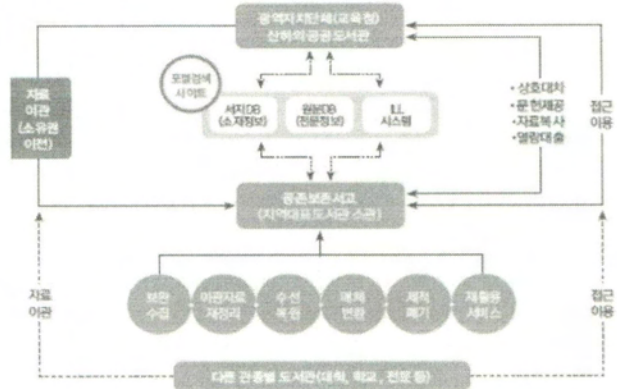 광역자치단체(교육청)
산하의 공공도서관
포털검색
사이트
서지DB
(소재정보)
원문DB
(전문정보)
ILL
시스템
자료
이관
(소유권
이전)
• 상호대차
• 문헌제공
• 자료복사
• 열람대출
접근
이용
공동보존서고
(지역대표도서관 소관)
자료
이관
보완
수집
이관자료
재정리
수선
복원
매체
변환
제적
폐기
재활용
서비스
접근
이용
다른 관종별 도서관(대학, 학교, 전문 등)